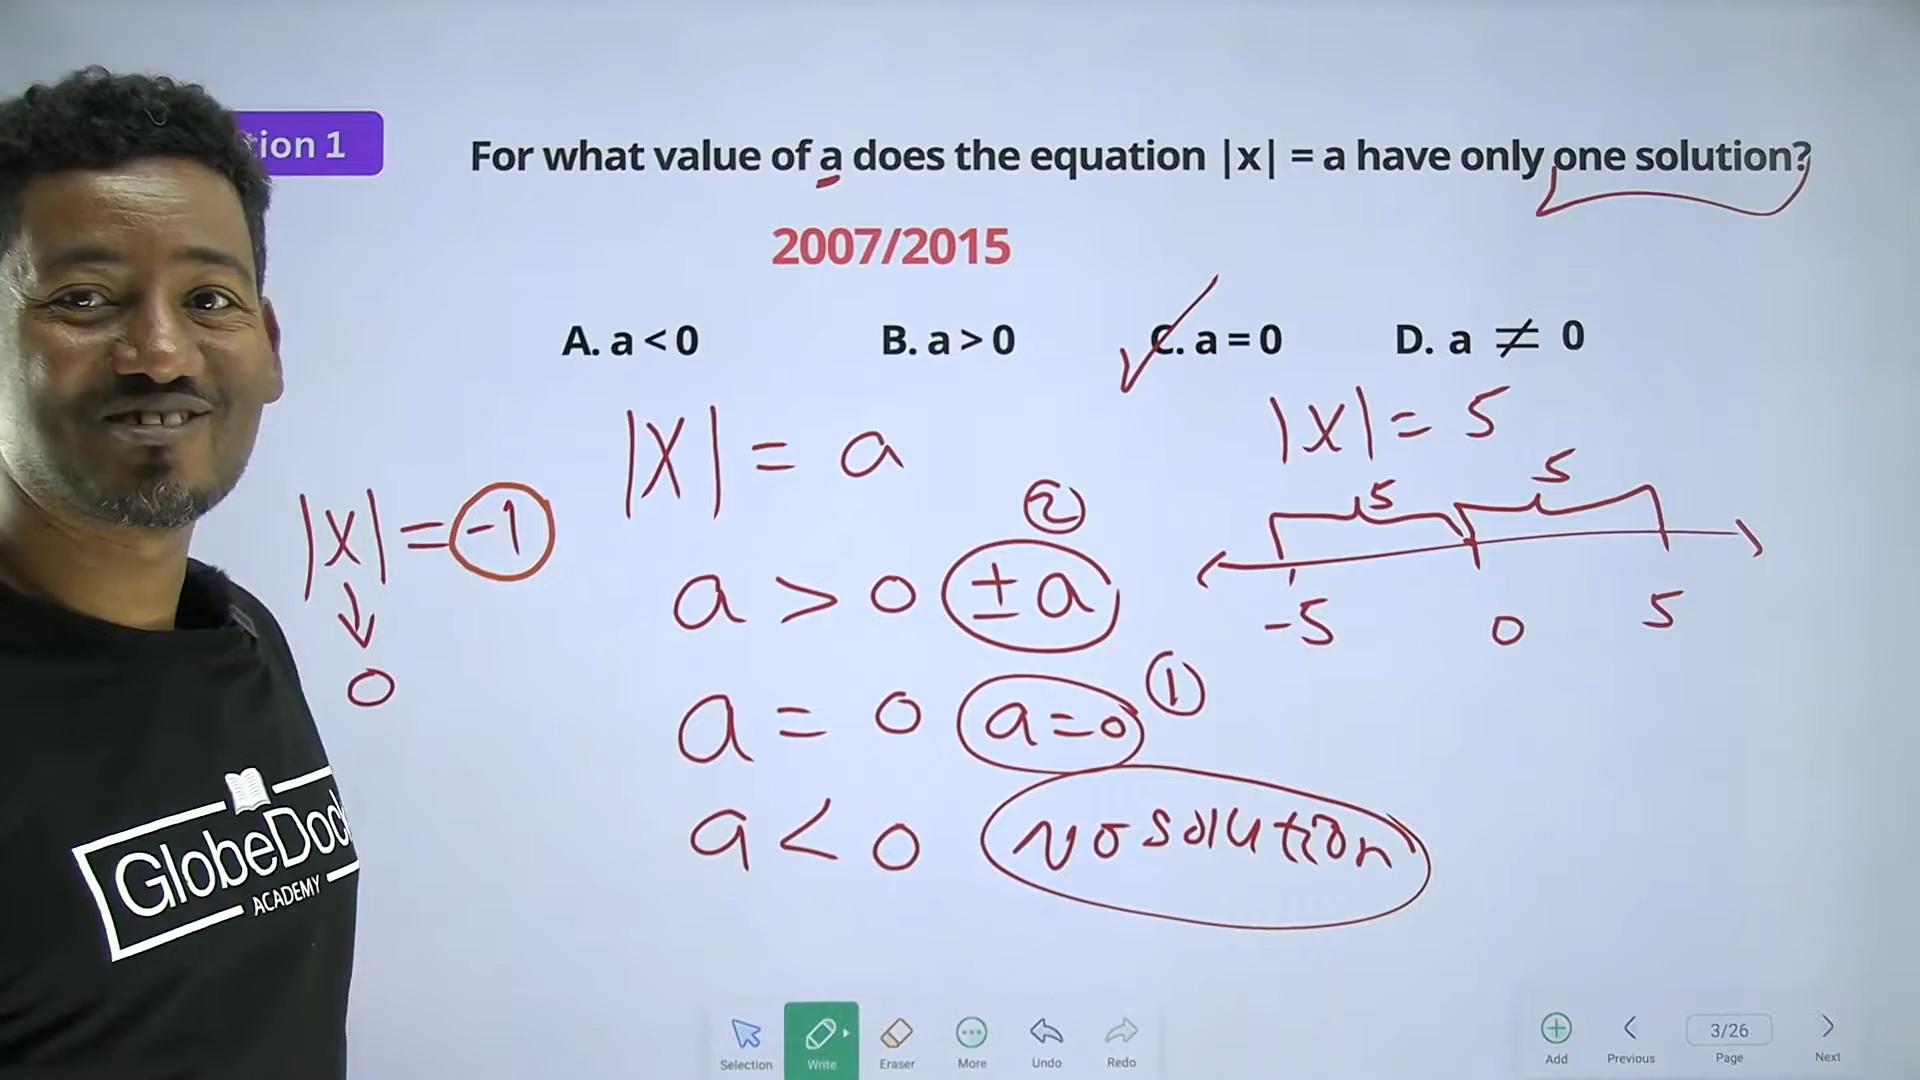 tion 1
For what value of a does the equation |x| = a have only one solution?
2007/2015
A. a < 0 B. a > 0 C. a = 0 D. a ≠ 0
|x| = a
|x| = 5
5 5
-5 0 5
|x| = -1
0
a > 0 ±a ②
a = 0 a=0 ①
a < 0 no solution
GlobeDock
ACADEMY
Selection Write Eraser More Undo Redo
Add Previous 3/26 Page Next